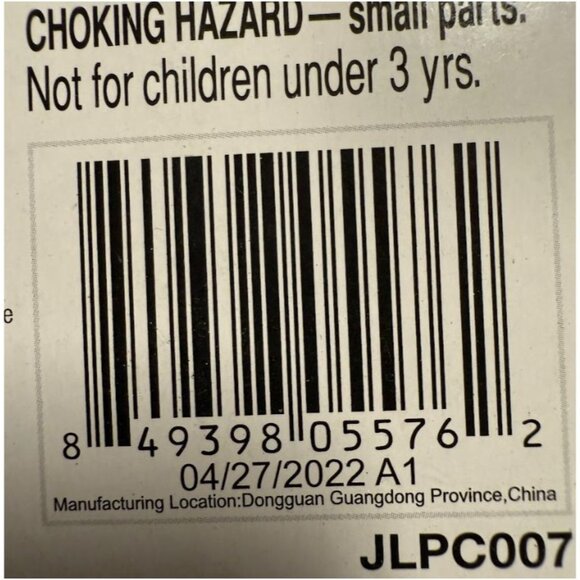 CHOKING HAZARD — small parts.
Not for children under 3 yrs.
e
8 49398 05576 2
04/27/2022 A1
Manufacturing Location:Dongguan Guangdong Province,China
JLPC007